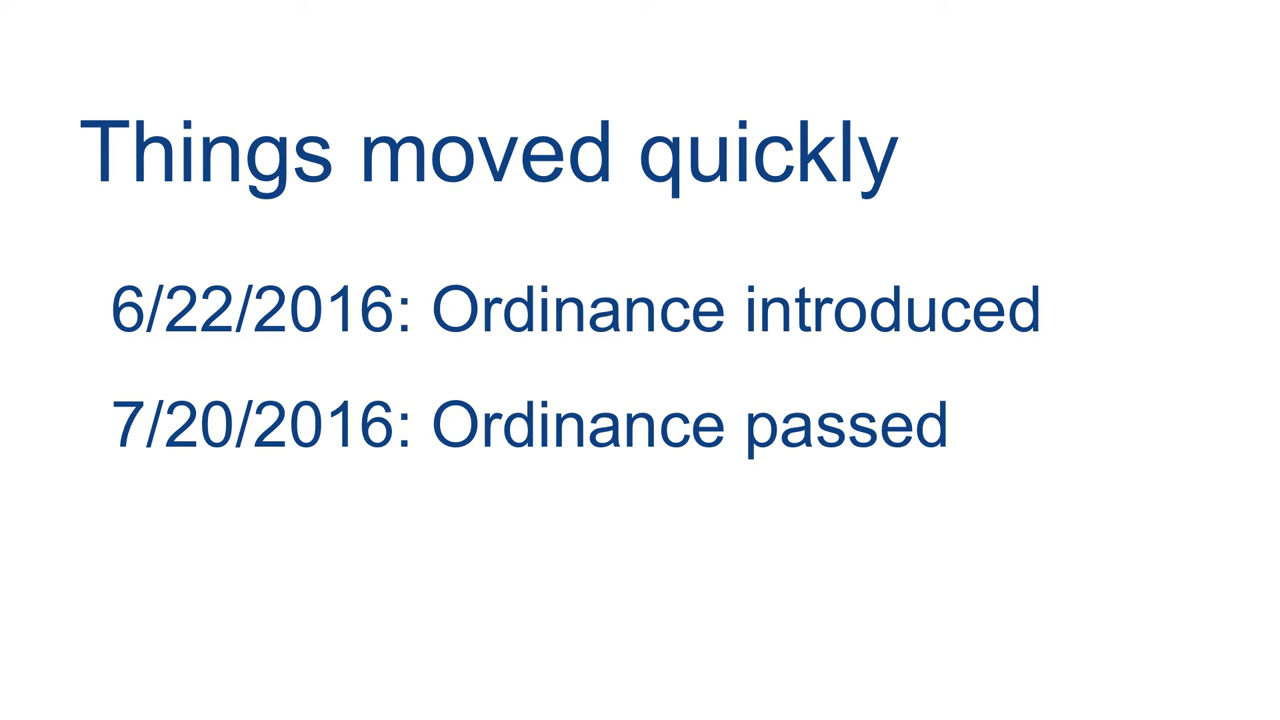 Things moved quickly
6/22/2016: Ordinance introduced
7/20/2016: Ordinance passed